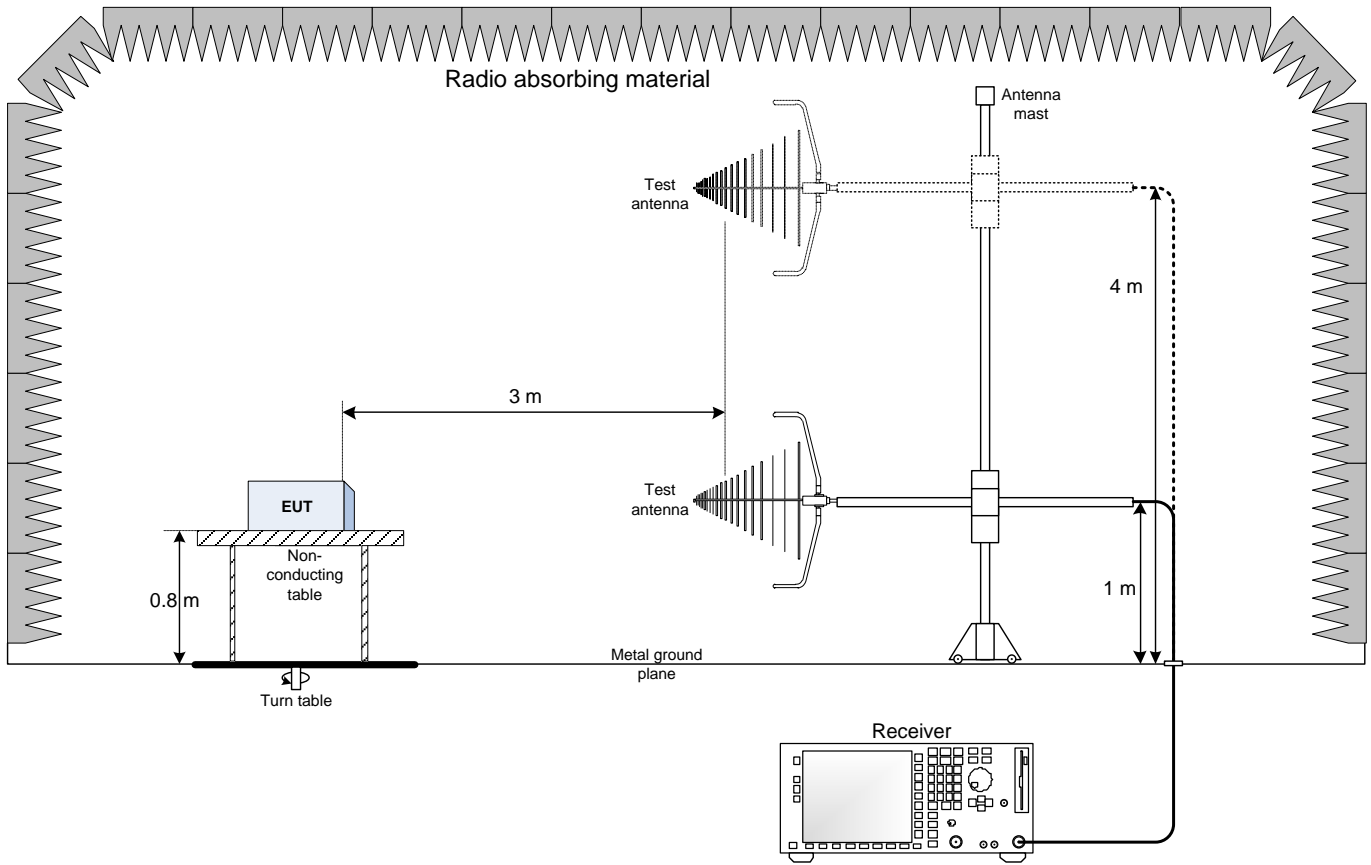 Radio absorbing material
Antenna
mast
Test
antenna
4 m
3 m
Test
antenna
EUT
Non-
conducting
table
0.8 m
1 m
Metal ground
plane
Turn table
Receiver